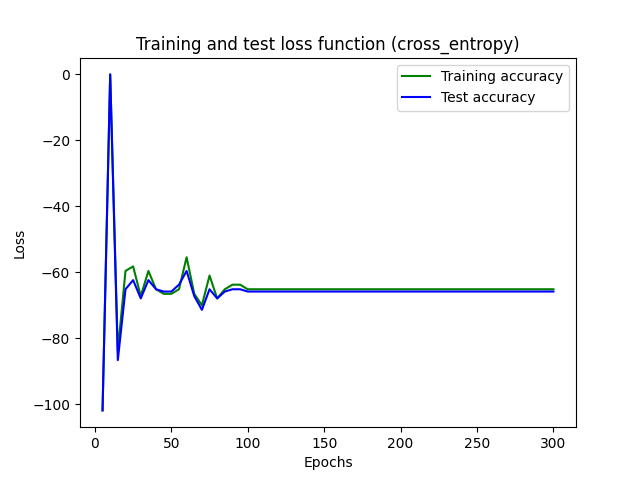 Training and test loss function (cross_entropy)
Training accuracy
Test accuracy
Loss
0
−20
−40
−60
−80
−100
0
50
100
150
200
250
300
Epochs